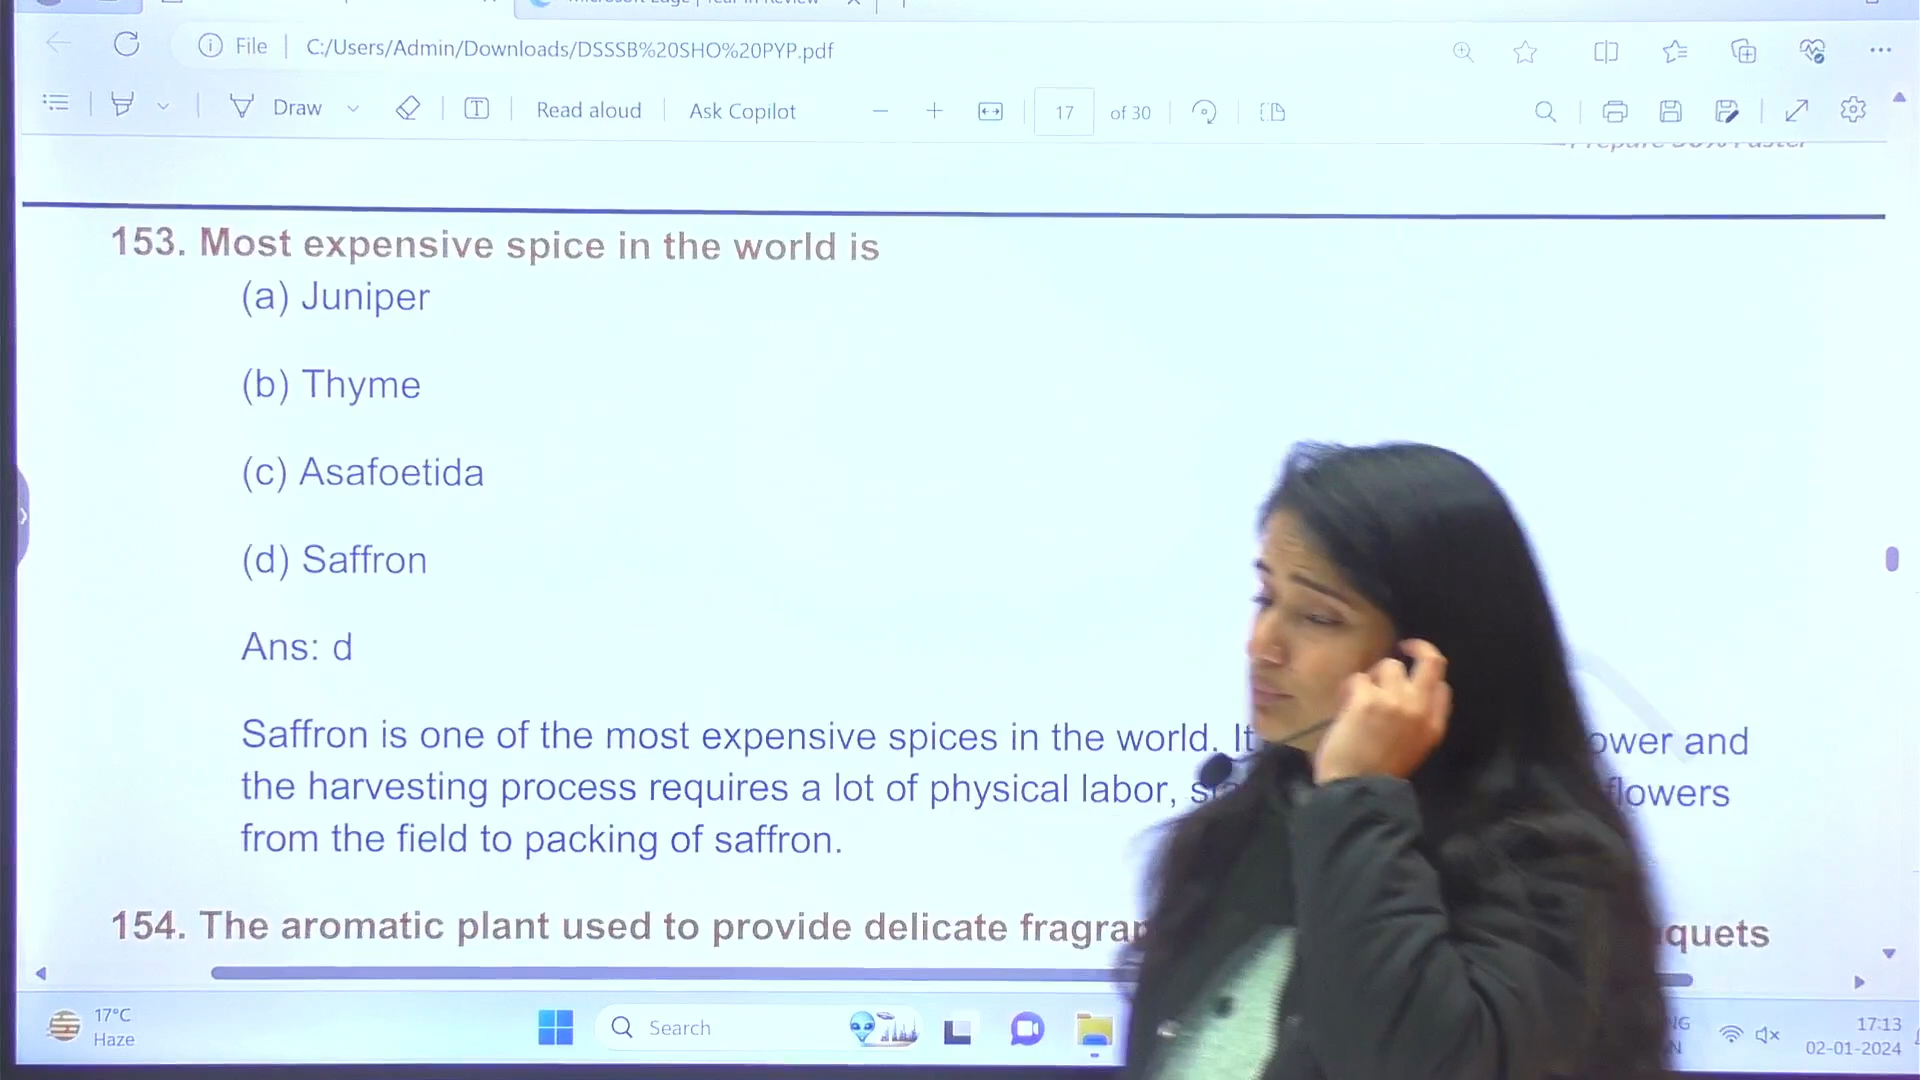 File
C:/Users/Admin/Downloads/DSSSB%20SHO%20PYP.pdf
Draw
Read aloud
Ask Copilot
17
of 30
153. Most expensive spice in the world is
(a) Juniper
(b) Thyme
(c) Asafoetida
(d) Saffron
Ans: d
Saffron is one of the most expensive spices in the world. It ower and
the harvesting process requires a lot of physical labor, flowers
from the field to packing of saffron.
154. The aromatic plant used to provide delicate fragra quets
17°C
Haze
Search
17:13
02-01-2024